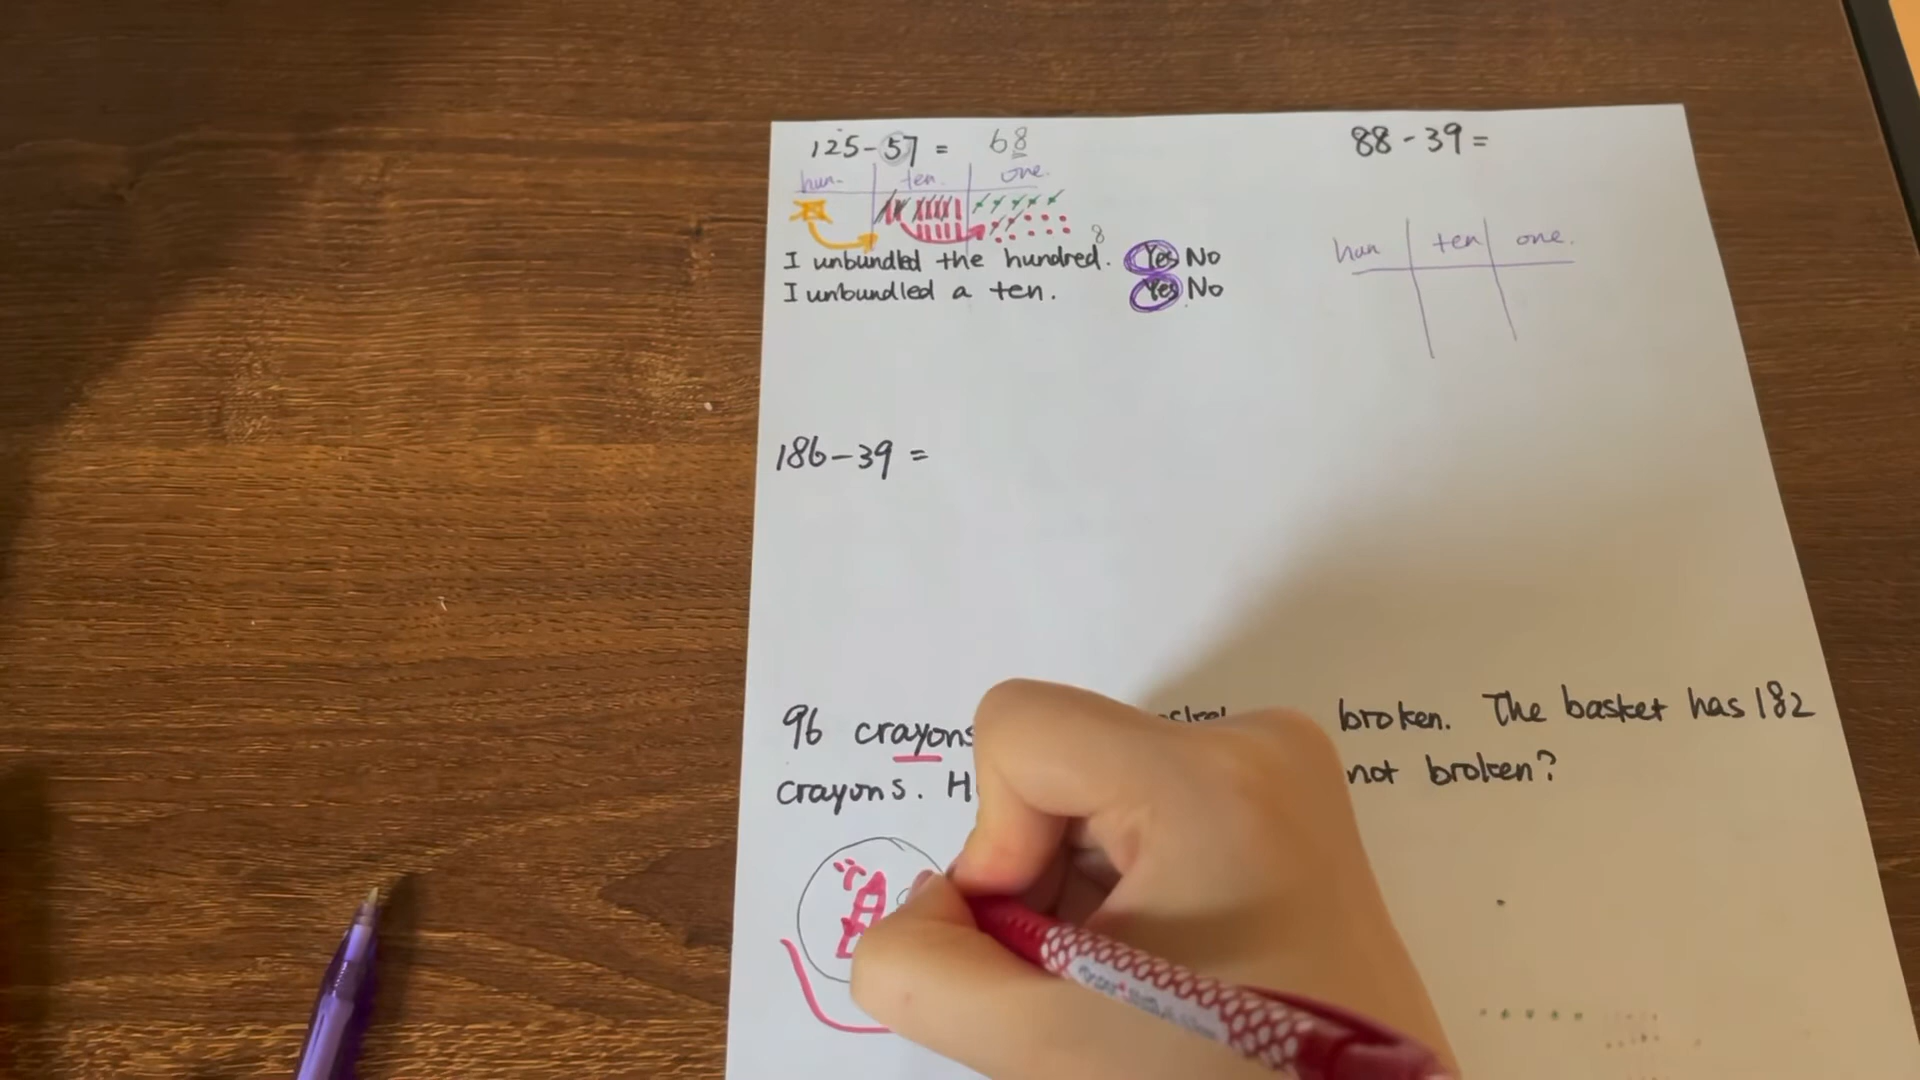 125-57 = 68
88-39=
hun- ten. one.
8
I unbundled the hundred. Yes No
I unbundled a ten. Yes No
han ten one.
186-39 =
96 crayons broken. The basket has 182
crayons. H not broken?